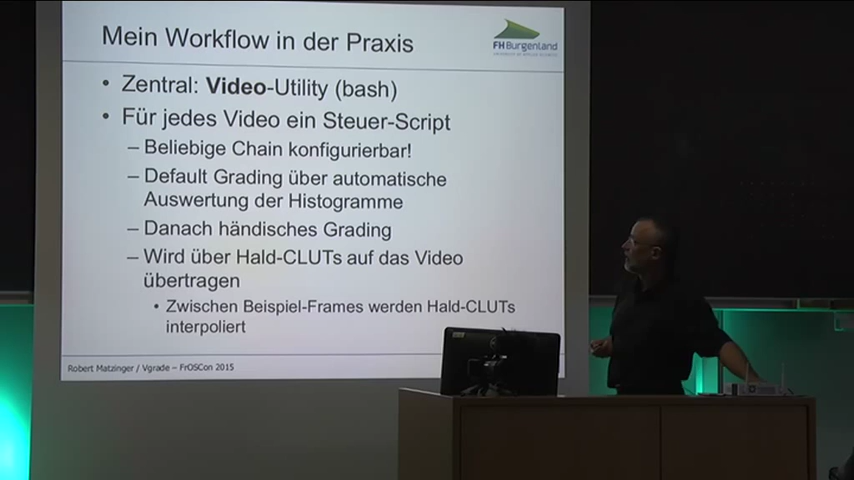 Mein Workflow in der Praxis
FH Burgenland
• Zentral: Video-Utility (bash)
• Für jedes Video ein Steuer-Script
– Beliebige Chain konfigurierbar!
– Default Grading über automatische
Auswertung der Histogramme
– Danach händisches Grading
– Wird über Hald-CLUTs auf das Video
übertragen
• Zwischen Beispiel-Frames werden Hald-CLUTs
interpoliert
Robert Matzinger / Vgrade – FrOSCon 2015